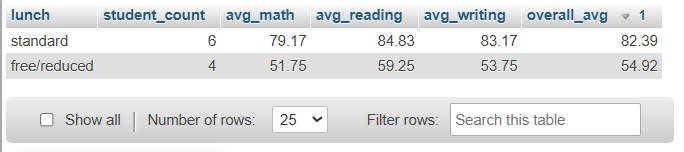 lunch student_count avg_math avg_reading avg_writing overall_avg 1
standard 6 79.17 84.83 83.17 82.39
free/reduced 4 51.75 59.25 53.75 54.92
Show all Number of rows: 25 Filter rows: Search this table